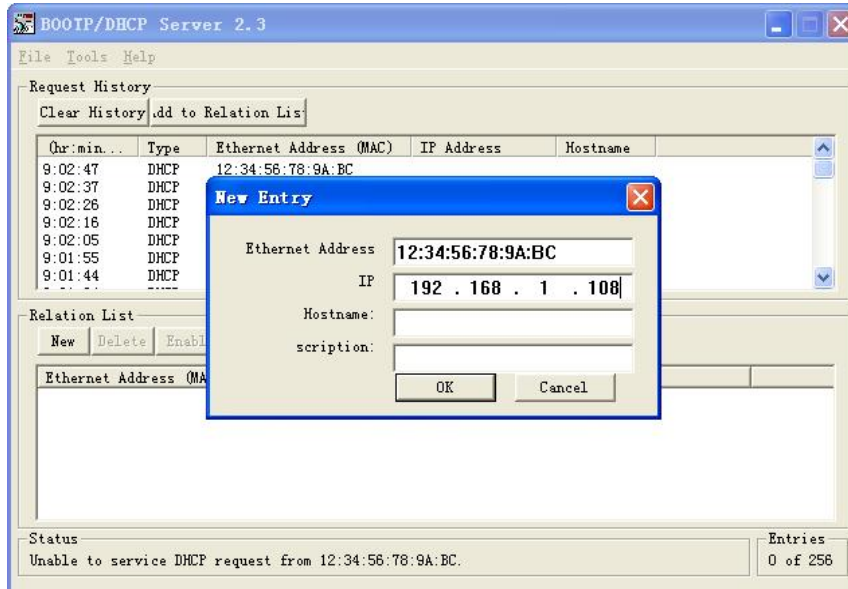 BOOTP/DHCP Server 2.3
File Tools Help
Request History
Clear History .dd to Relation Lis
(hr:min... Type Ethernet Address (MAC) IP Address Hostname
9:02:47 DHCP 12:34:56:78:9A:BC
9:02:37 DHCP
9:02:26 DHCP
9:02:16 DHCP
9:02:05 DHCP
9:01:55 DHCP
9:01:44 DHCP
New Entry
Ethernet Address 12:34:56:78:9A:BC
IP 192 . 168 . 1 . 108
Hostname:
scription:
OK Cancel
Relation List
New Delete Enabl
Ethernet Address (MA
Status
Unable to service DHCP request from 12:34:56:78:9A:BC.
Entries
0 of 256